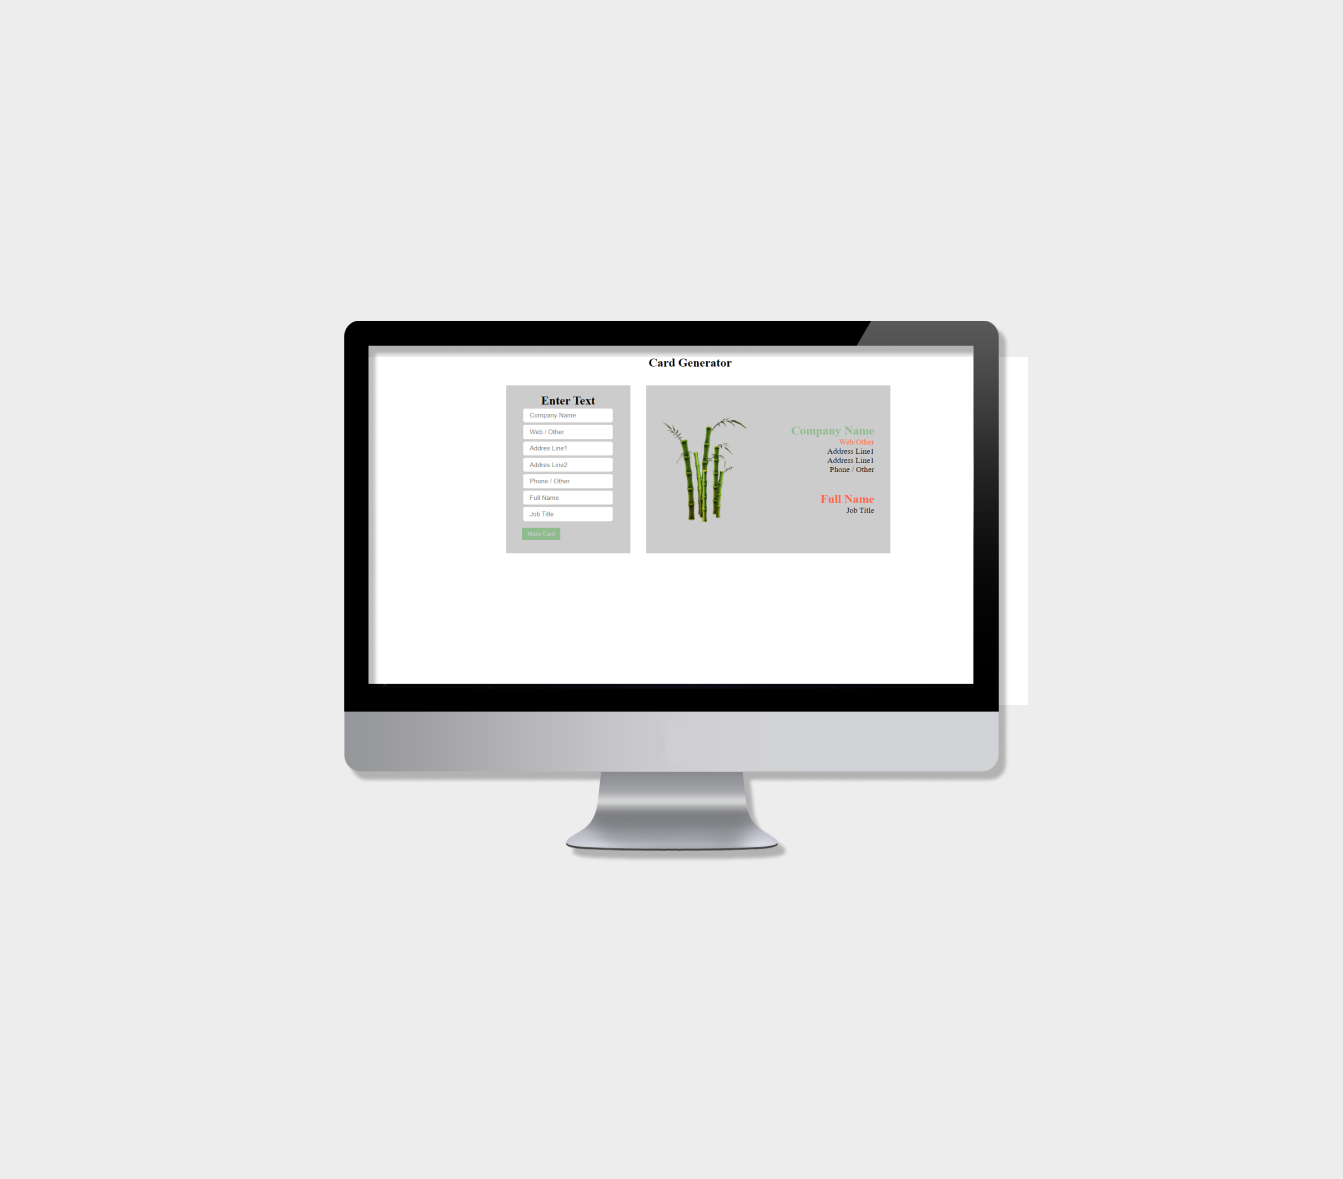 Card Generator
Enter Text
Company Name
Web / Other
Addres Line1
Addres Line2
Phone / Other
Full Name
Job Title
Make Card
Company Name
Web/Other
Address Line1
Address Line1
Phone / Other
Full Name
Job Title